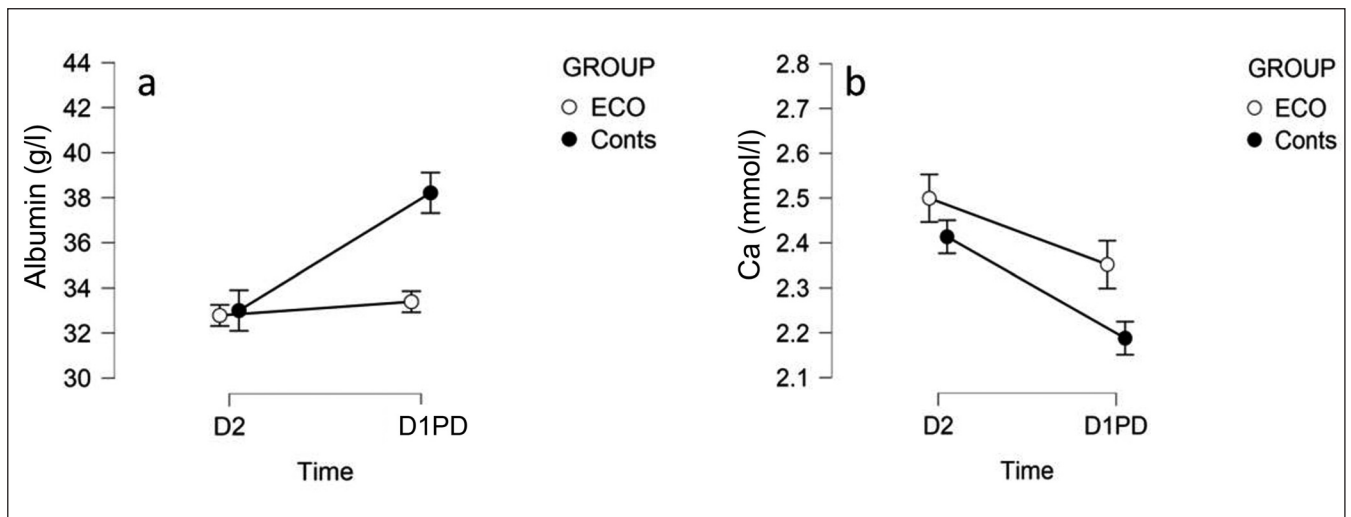 a
GROUP
ECO
Conts
Albumin (g/l)
44
42
40
38
36
34
32
30
D2 D1PD
Time
b
GROUP
ECO
Conts
Ca (mmol/l)
2.8
2.7
2.6
2.5
2.4
2.3
2.2
2.1
D2 D1PD
Time